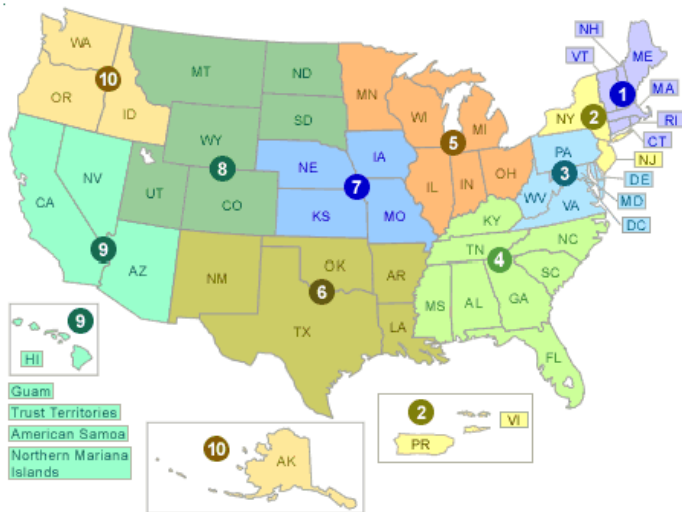 NH
WA
VT
ME
MT
ND
10
MN
1
MA
OR
ID
WI
NY
2
SD
MI
RI
WY
5
CT
IA
PA
NJ
NE
8
3
NV
OH
DE
7
IL
IN
WV
UT
CA
CO
MD
KS
MO
VA
KY
DC
NC
9
TN
4
AZ
OK
AR
SC
NM
6
MS
AL
GA
9
TX
LA
HI
FL
Guam
Trust Territories
2
VI
American Samoa
PR
10
Northern Mariana
Islands
AK